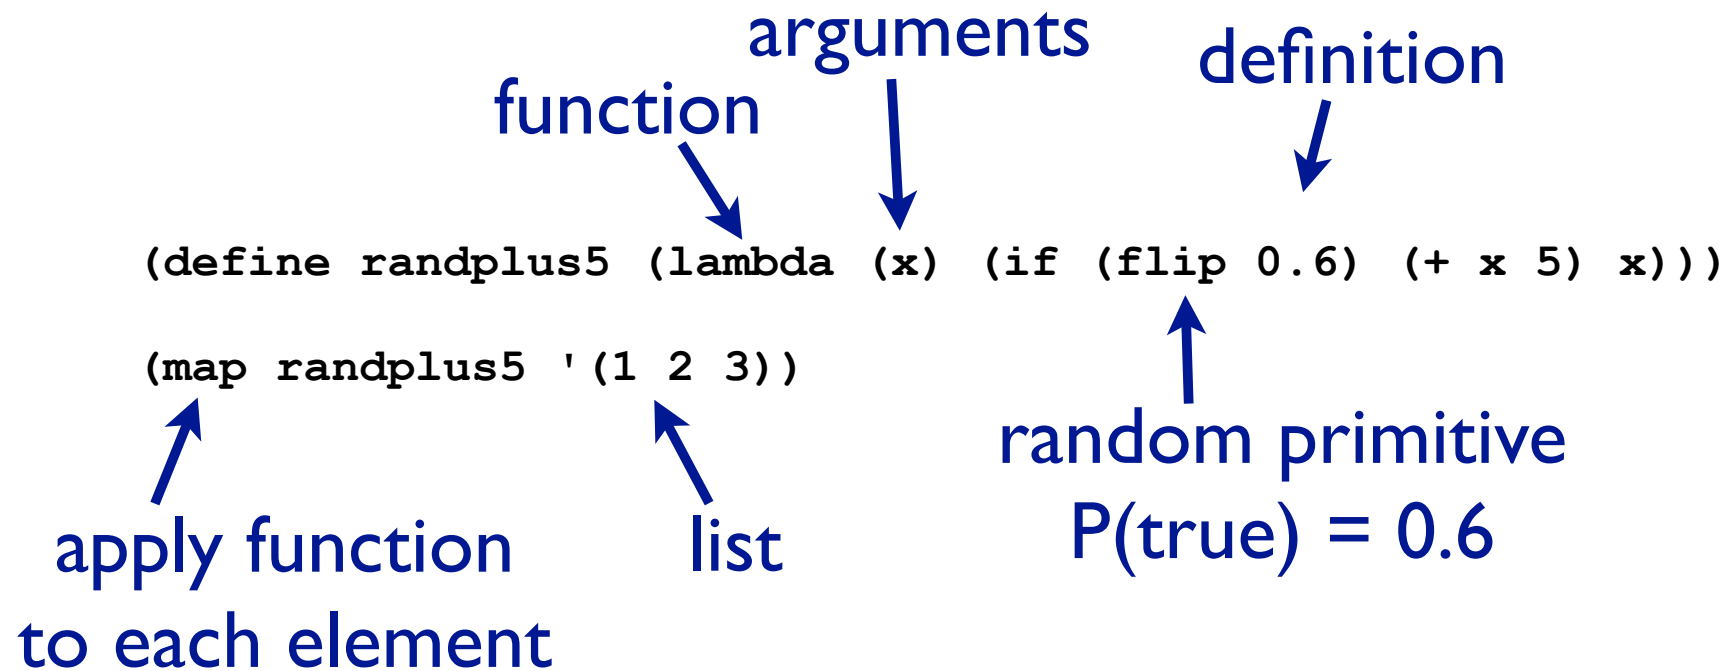 arguments
definition
function
(define randplus5 (lambda (x) (if (flip 0.6) (+ x 5) x)))
(map randplus5 '(1 2 3))
random primitive
P(true) = 0.6
apply function
to each element
list